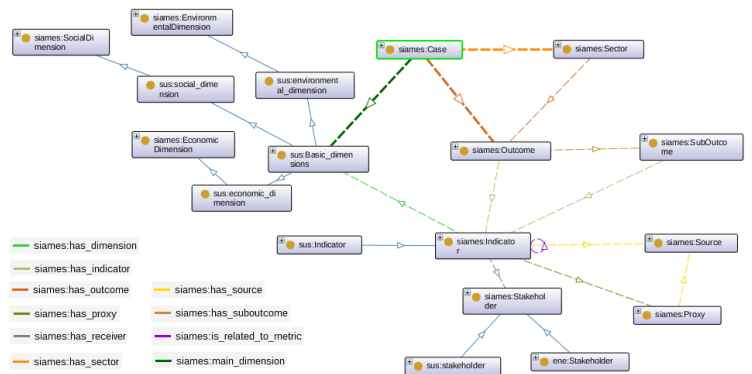 siames:Environm
entalDimension
siames:SocialDi
mension
siames:Case
siames:Sector
sus:social_dime
nsion
sus:environment
al_dimension
siames:Economic
Dimension
sus:Basic_dimen
sions
siames:Outcome
siames:SubOutco
me
sus:economic_di
mension
sus:Indicator
siames:Indicato
r
siames:Source
siames:Stakehol
der
siames:Proxy
sus:stakeholder
ene:Stakeholder
siames:has_dimension
siames:has_indicator
siames:has_outcome
siames:has_proxy
siames:has_receiver
siames:has_sector
siames:has_source
siames:has_suboutcome
siames:is_related_to_metric
siames:main_dimension